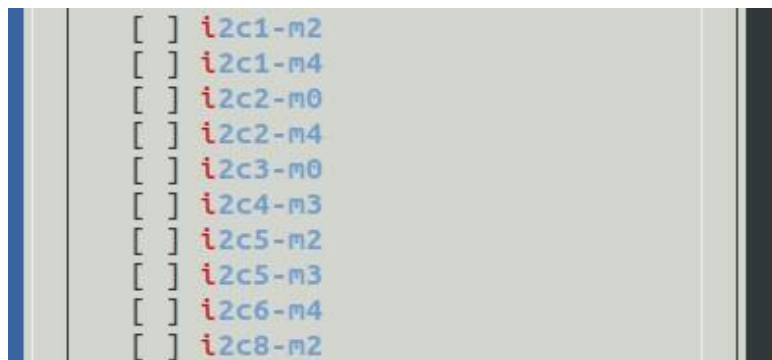 [ ] i2c1-m2
[ ] i2c1-m4
[ ] i2c2-m0
[ ] i2c2-m4
[ ] i2c3-m0
[ ] i2c4-m3
[ ] i2c5-m2
[ ] i2c5-m3
[ ] i2c6-m4
[ ] i2c8-m2